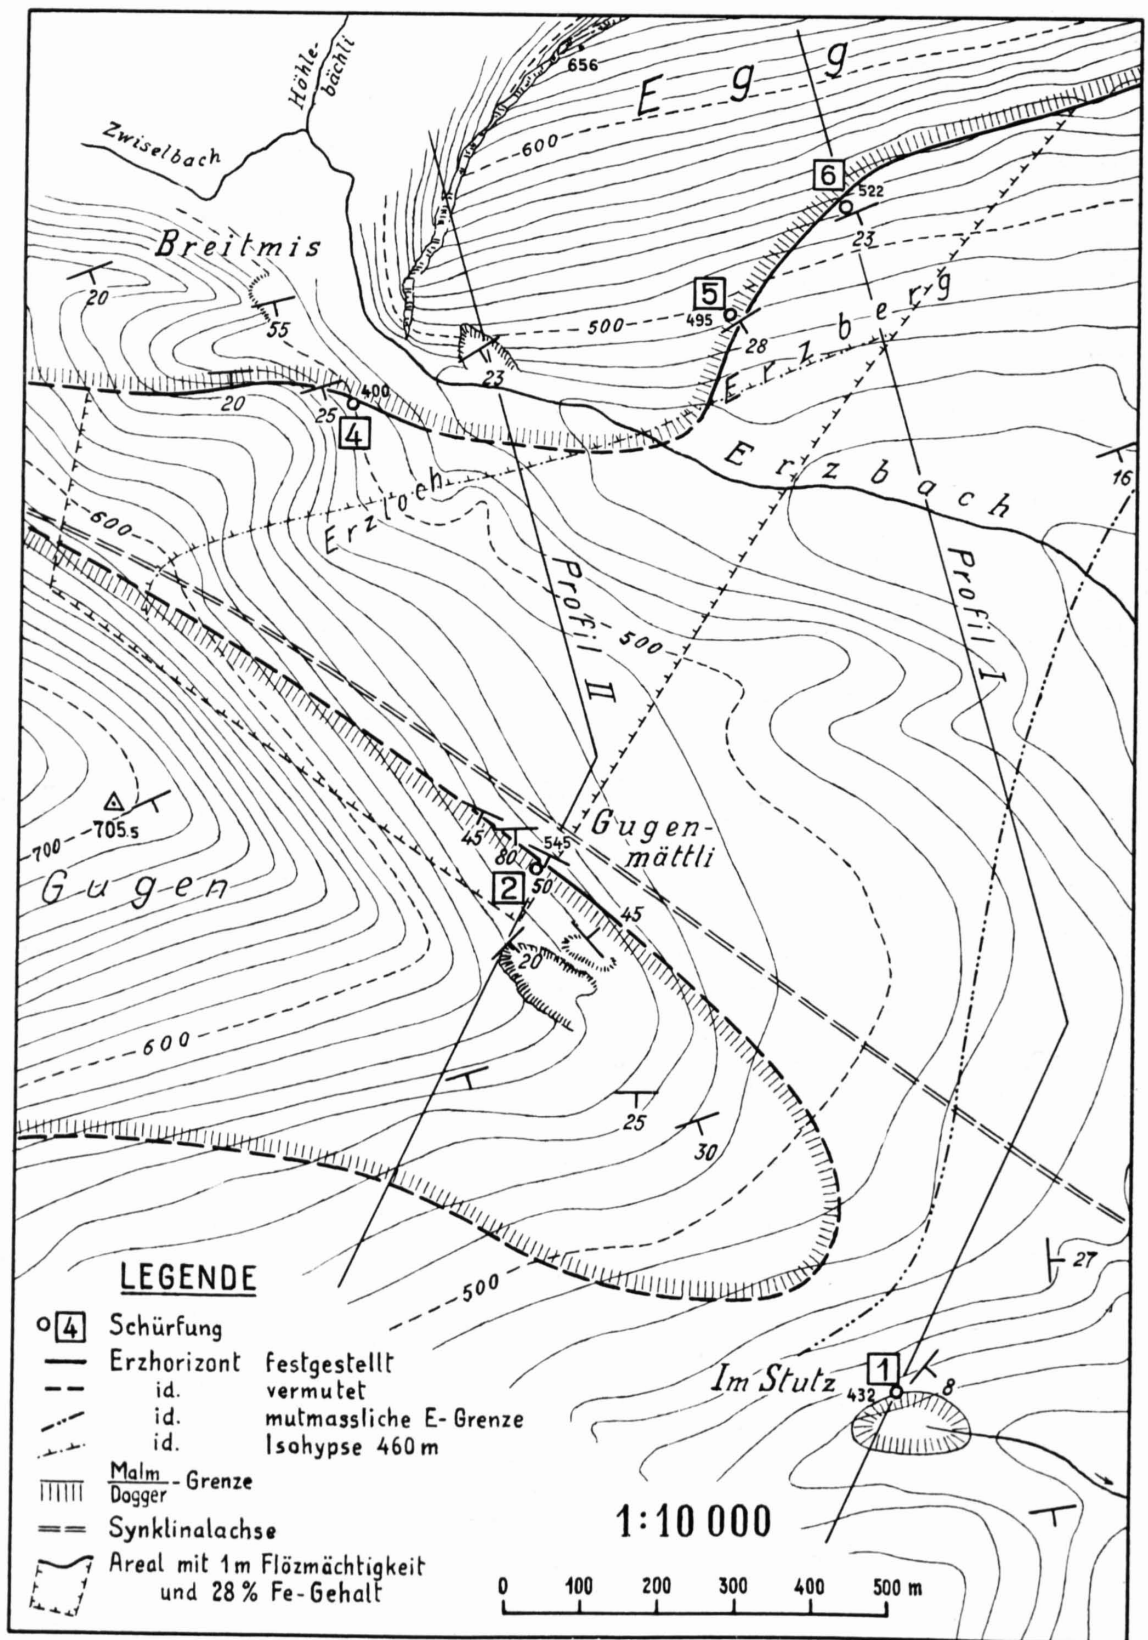 Höhle-
bächli
Zwiselbach
656
E g g
600
Breitmis
6
522
23
20
55
5
495
28
500
Erzberg
23
20
25
400
4
Erzbach
16
Erzloch
600
Profil II
500
Profil I
705.5
700
Gugen
45
80
545
Gugen-
mättli
2
50
45
20
600
25
30
500
27
Im Stutz
1
432
8
LEGENDE
4 Schürfung
Erzhorizont festgestellt
id. vermutet
id. mutmassliche E-Grenze
id. Isohypse 460 m
Malm
Dogger -Grenze
Synklinalachse
Areal mit 1m Flözmächtigkeit
und 28 % Fe-Gehalt
1:10 000
0 100 200 300 400 500 m